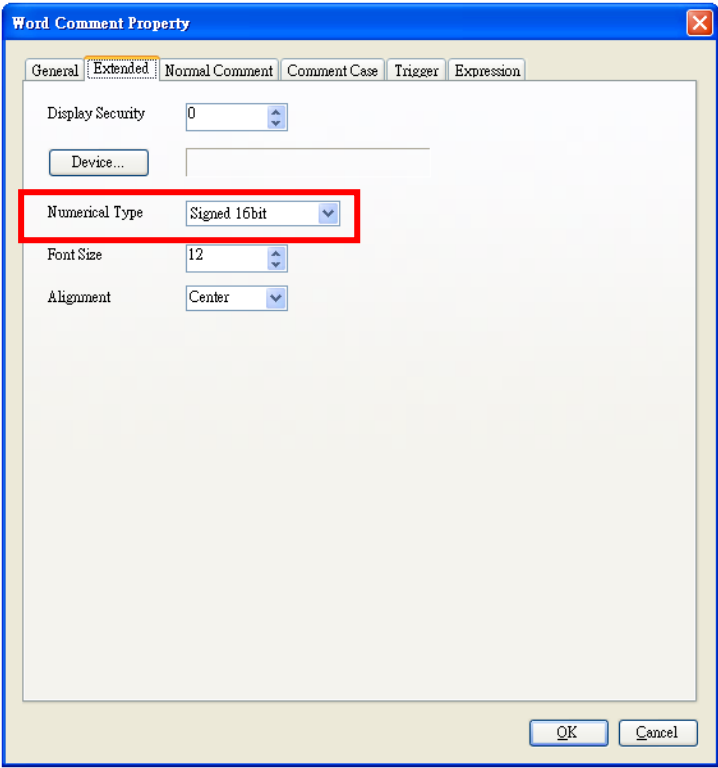 Word Comment Property
General Extended Normal Comment Comment Case Trigger Expression
Display Security 0
Device...
Numerical Type Signed 16bit
Font Size 12
Alignment Center
OK Cancel